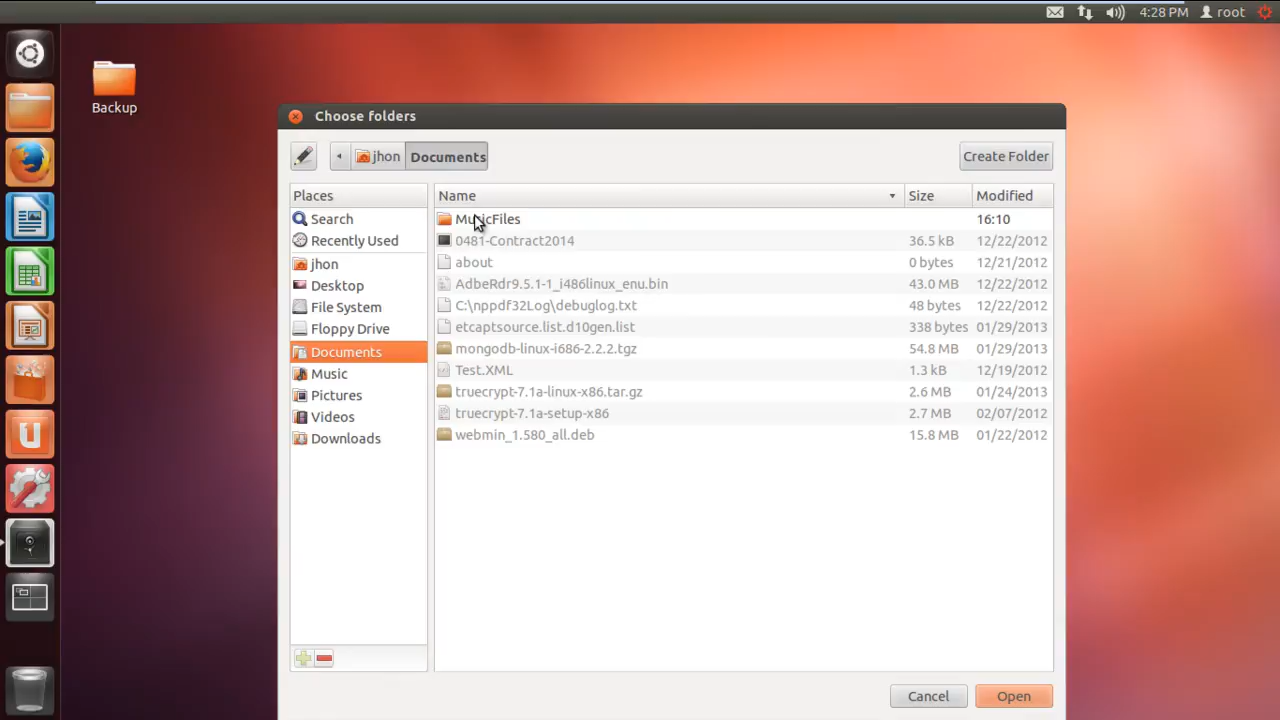 4:28 PM root
Backup
Choose folders
jhon Documents Create Folder
Places Name Size Modified
Search MusicFiles 16:10
Recently Used 0481-Contract2014 36.5 kB 12/22/2012
jhon about 0 bytes 12/21/2012
Desktop AdbeRdr9.5.1-1_i486linux_enu.bin 43.0 MB 12/22/2012
File System C:\nppdf32Log\debuglog.txt 48 bytes 12/22/2012
Floppy Drive etcaptsource.list.d10gen.list 338 bytes 01/29/2013
Documents mongodb-linux-i686-2.2.2.tgz 54.8 MB 01/29/2013
Music Test.XML 1.3 kB 12/19/2012
Pictures truecrypt-7.1a-linux-x86.tar.gz 2.6 MB 01/24/2013
Videos truecrypt-7.1a-setup-x86 2.7 MB 02/07/2012
Downloads webmin_1.580_all.deb 15.8 MB 01/22/2012
Cancel Open